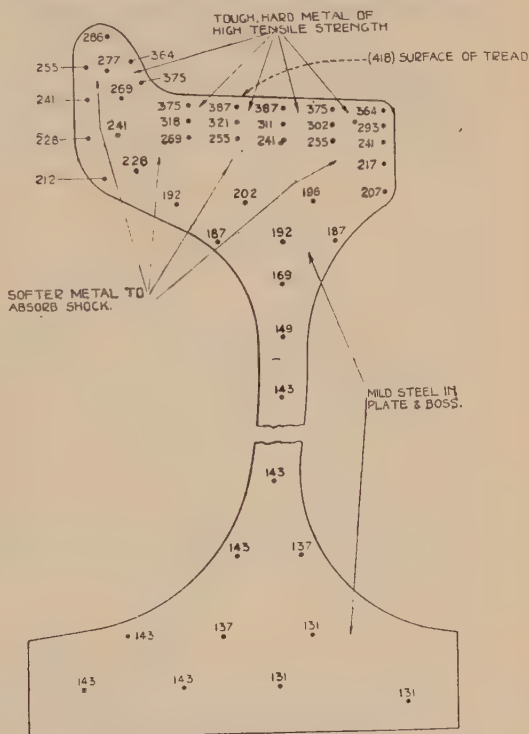 TOUGH, HARD METAL OF
HIGH TENSILE STRENGTH
(418) SURFACE OF TREAD
286
255 277 364
269 375
241
375 387 387 375 364
318 321 311 302 293
228 241 269 255 241 255 241
228 217
212 192 202 196 207
187 192 187
169
SOFTER METAL TO
ABSORB SHOCK.
149
143
MILD STEEL IN
PLATE & BOSS.
143
143 137
143 137 131
143 143 131 131